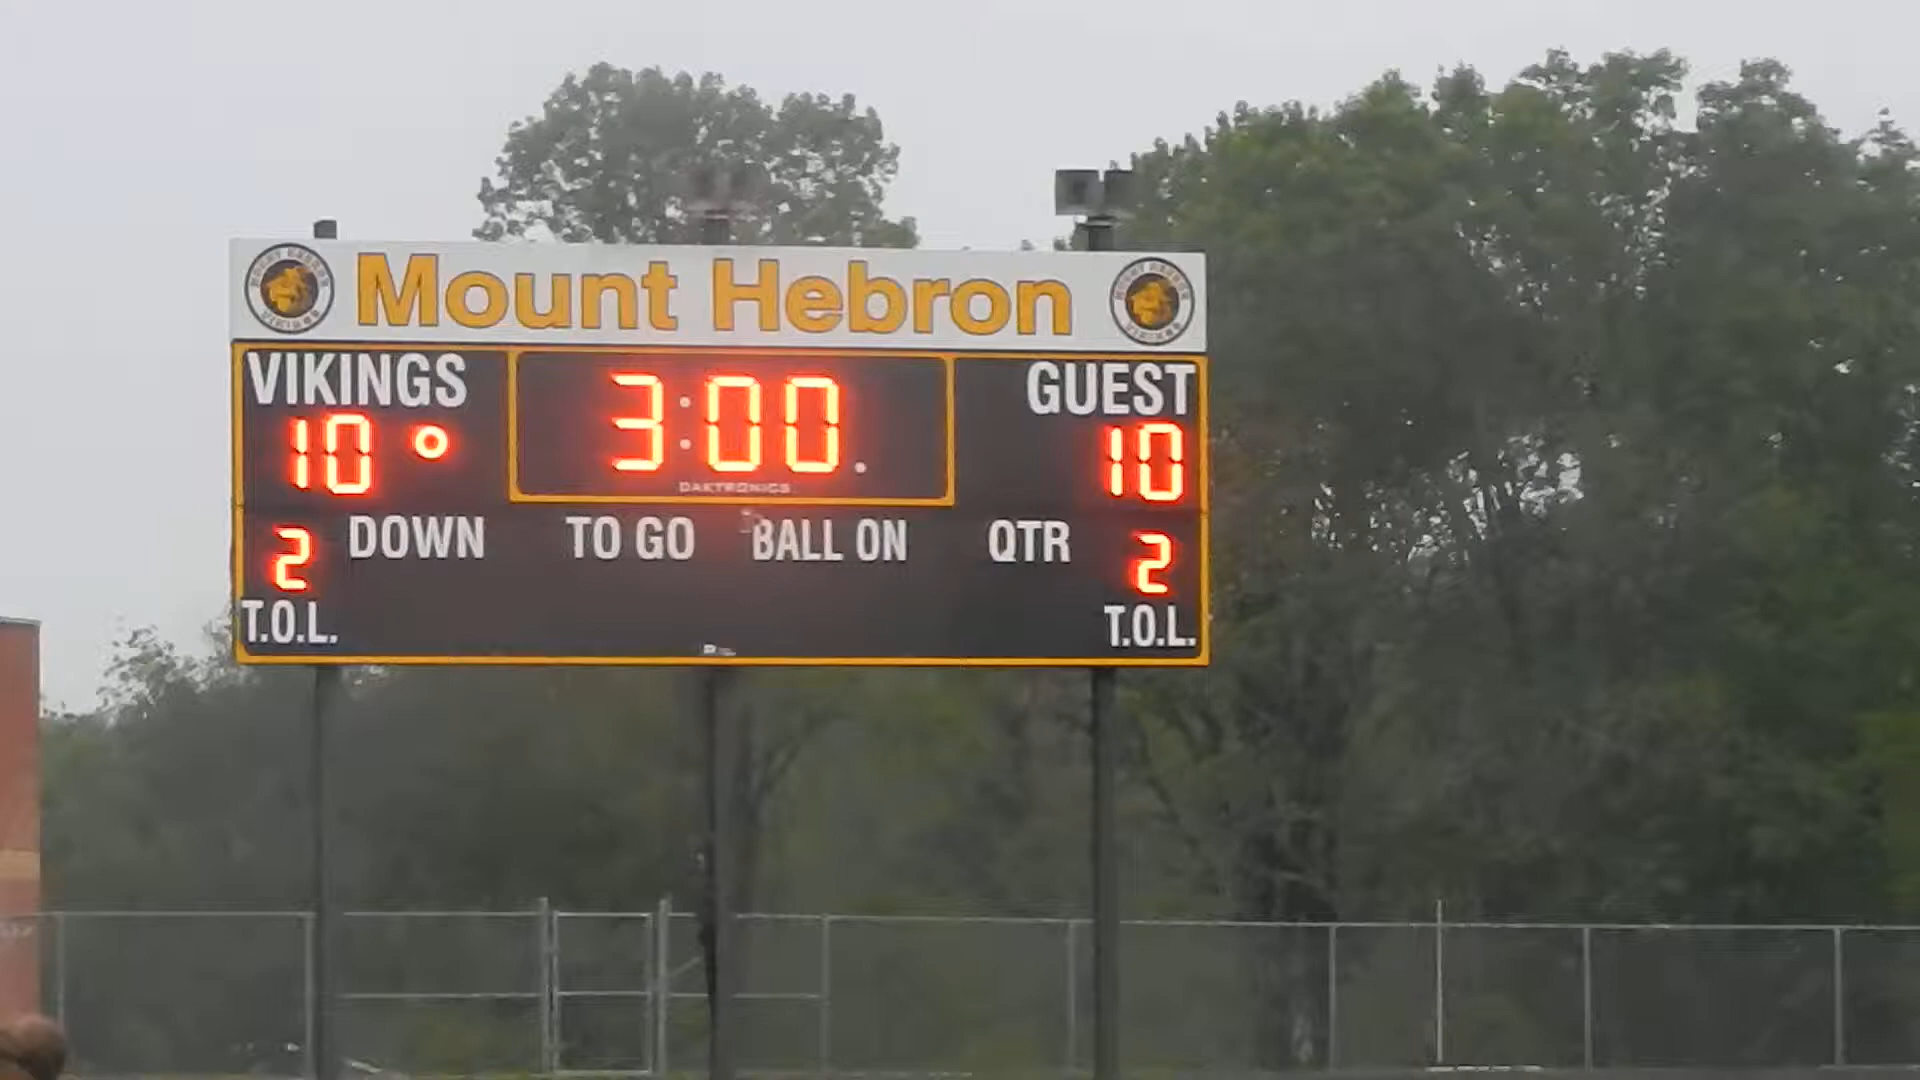 Mount Hebron
VIKINGS 3:00 GUEST
10 10
DAKTRONICS
2 DOWN TO GO BALL ON QTR 2
T.O.L. T.O.L.